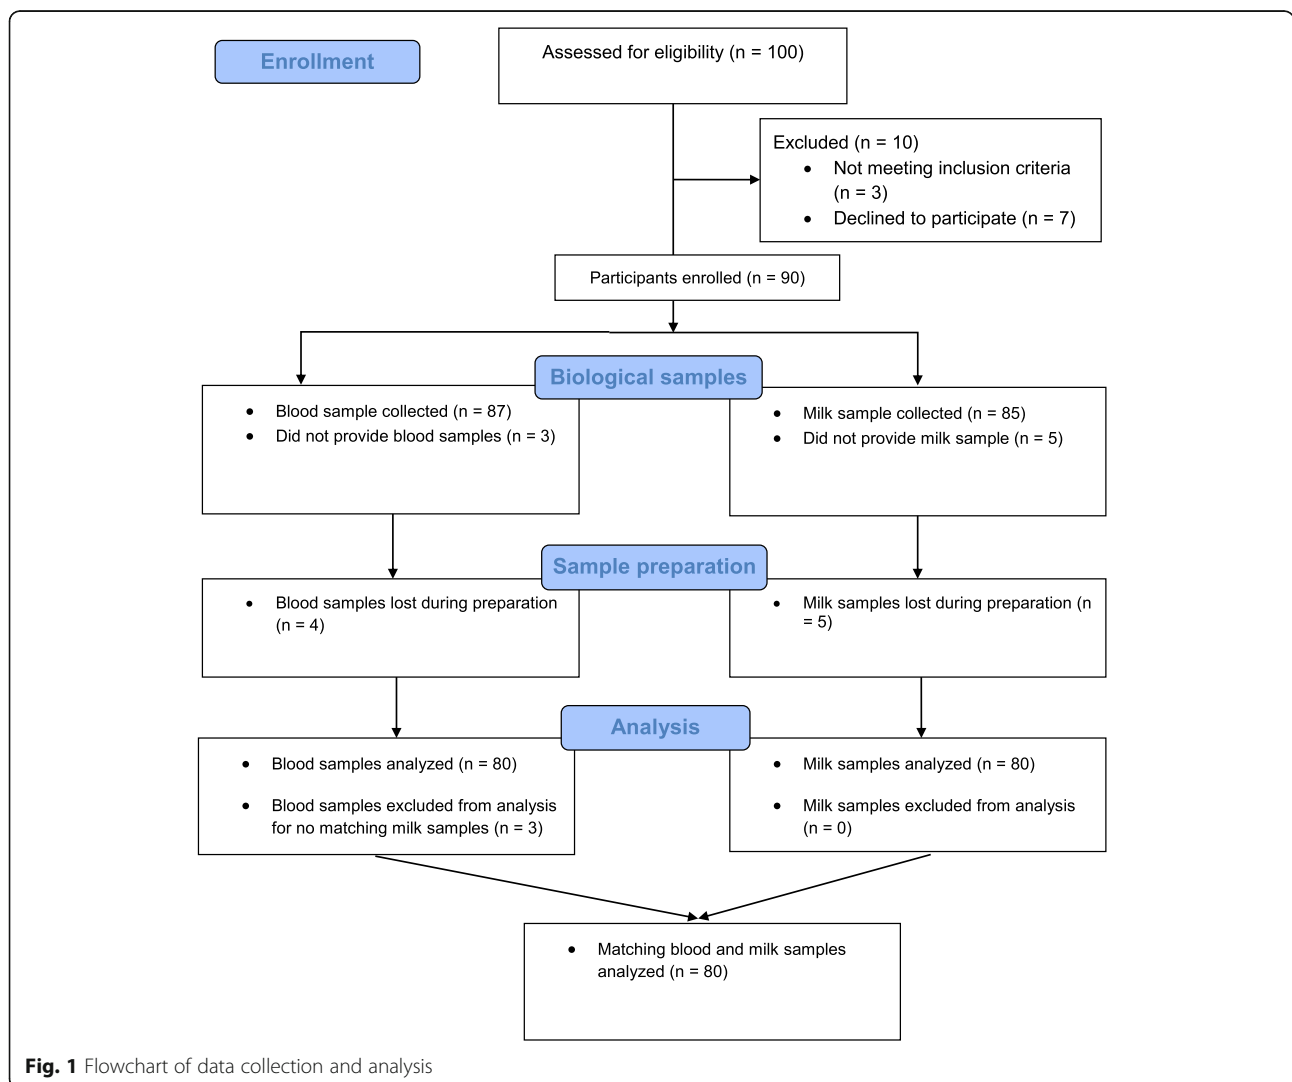 Enrollment
Assessed for eligibility (n = 100)
Excluded (n = 10)
• Not meeting inclusion criteria
(n = 3)
• Declined to participate (n = 7)
Participants enrolled (n = 90)
Biological samples
• Blood sample collected (n = 87)
• Did not provide blood samples (n = 3)
• Milk sample collected (n = 85)
• Did not provide milk sample (n = 5)
Sample preparation
• Blood samples lost during preparation
(n = 4)
• Milk samples lost during preparation (n
= 5)
Analysis
• Blood samples analyzed (n = 80)
• Blood samples excluded from analysis
for no matching milk samples (n = 3)
• Milk samples analyzed (n = 80)
• Milk samples excluded from analysis
(n = 0)
• Matching blood and milk samples
analyzed (n = 80)
Fig. 1 Flowchart of data collection and analysis